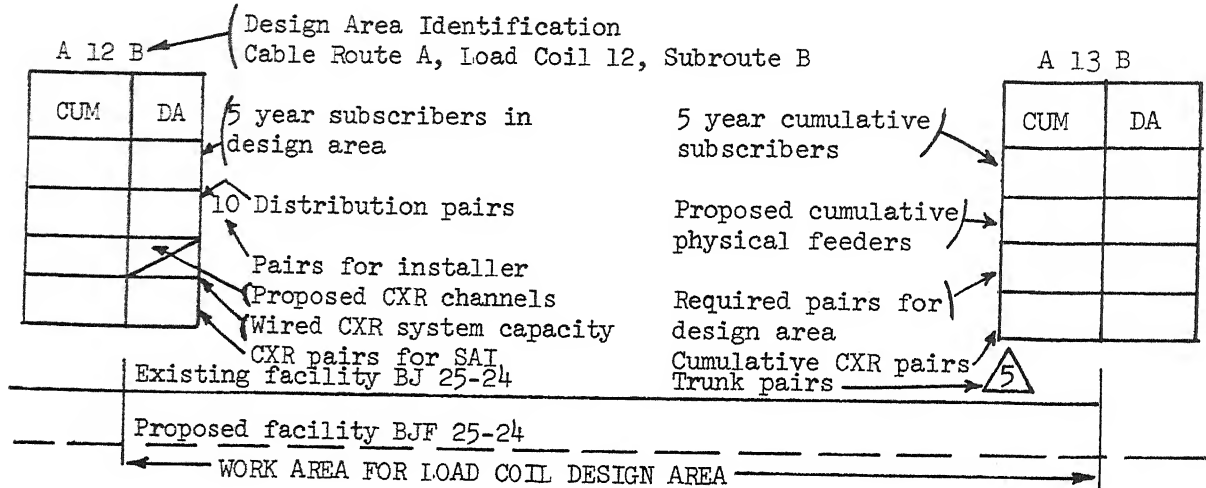 A 12 B
Design Area Identification
Cable Route A, Load Coil 12, Subroute B
A 13 B
CUM DA
5 year subscribers in
design area
10 Distribution pairs
Pairs for installer
Proposed CXR channels
Wired CXR system capacity
CXR pairs for SAI
5 year cumulative
subscribers
CUM DA
Proposed cumulative
physical feeders
Required pairs for
design area
Cumulative CXR pairs
Trunk pairs 5
Existing facility BJ 25-24
Proposed facility BJF 25-24
WORK AREA FOR LOAD COIL DESIGN AREA